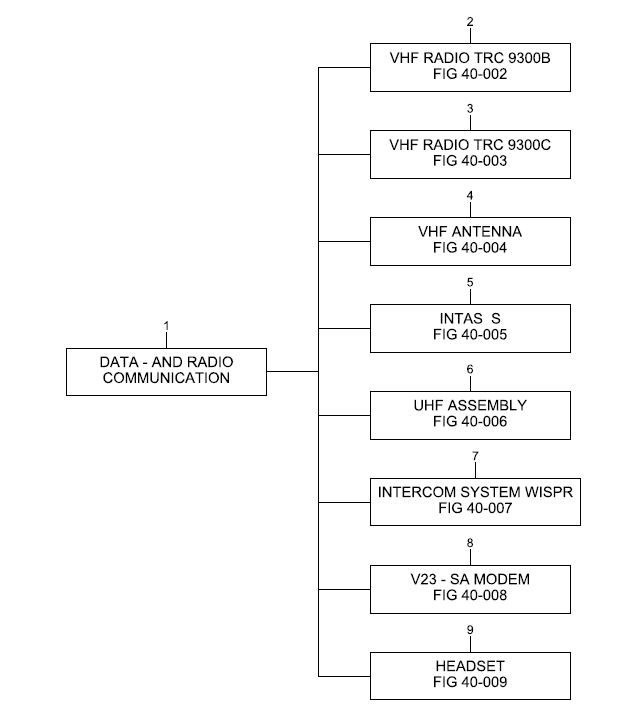 2
VHF RADIO TRC 9300B
FIG 40-002
3
VHF RADIO TRC 9300C
FIG 40-003
4
VHF ANTENNA
FIG 40-004
5
INTAS S
FIG 40-005
1
DATA - AND RADIO
COMMUNICATION
6
UHF ASSEMBLY
FIG 40-006
7
INTERCOM SYSTEM WISPR
FIG 40-007
8
V23 - SA MODEM
FIG 40-008
9
HEADSET
FIG 40-009